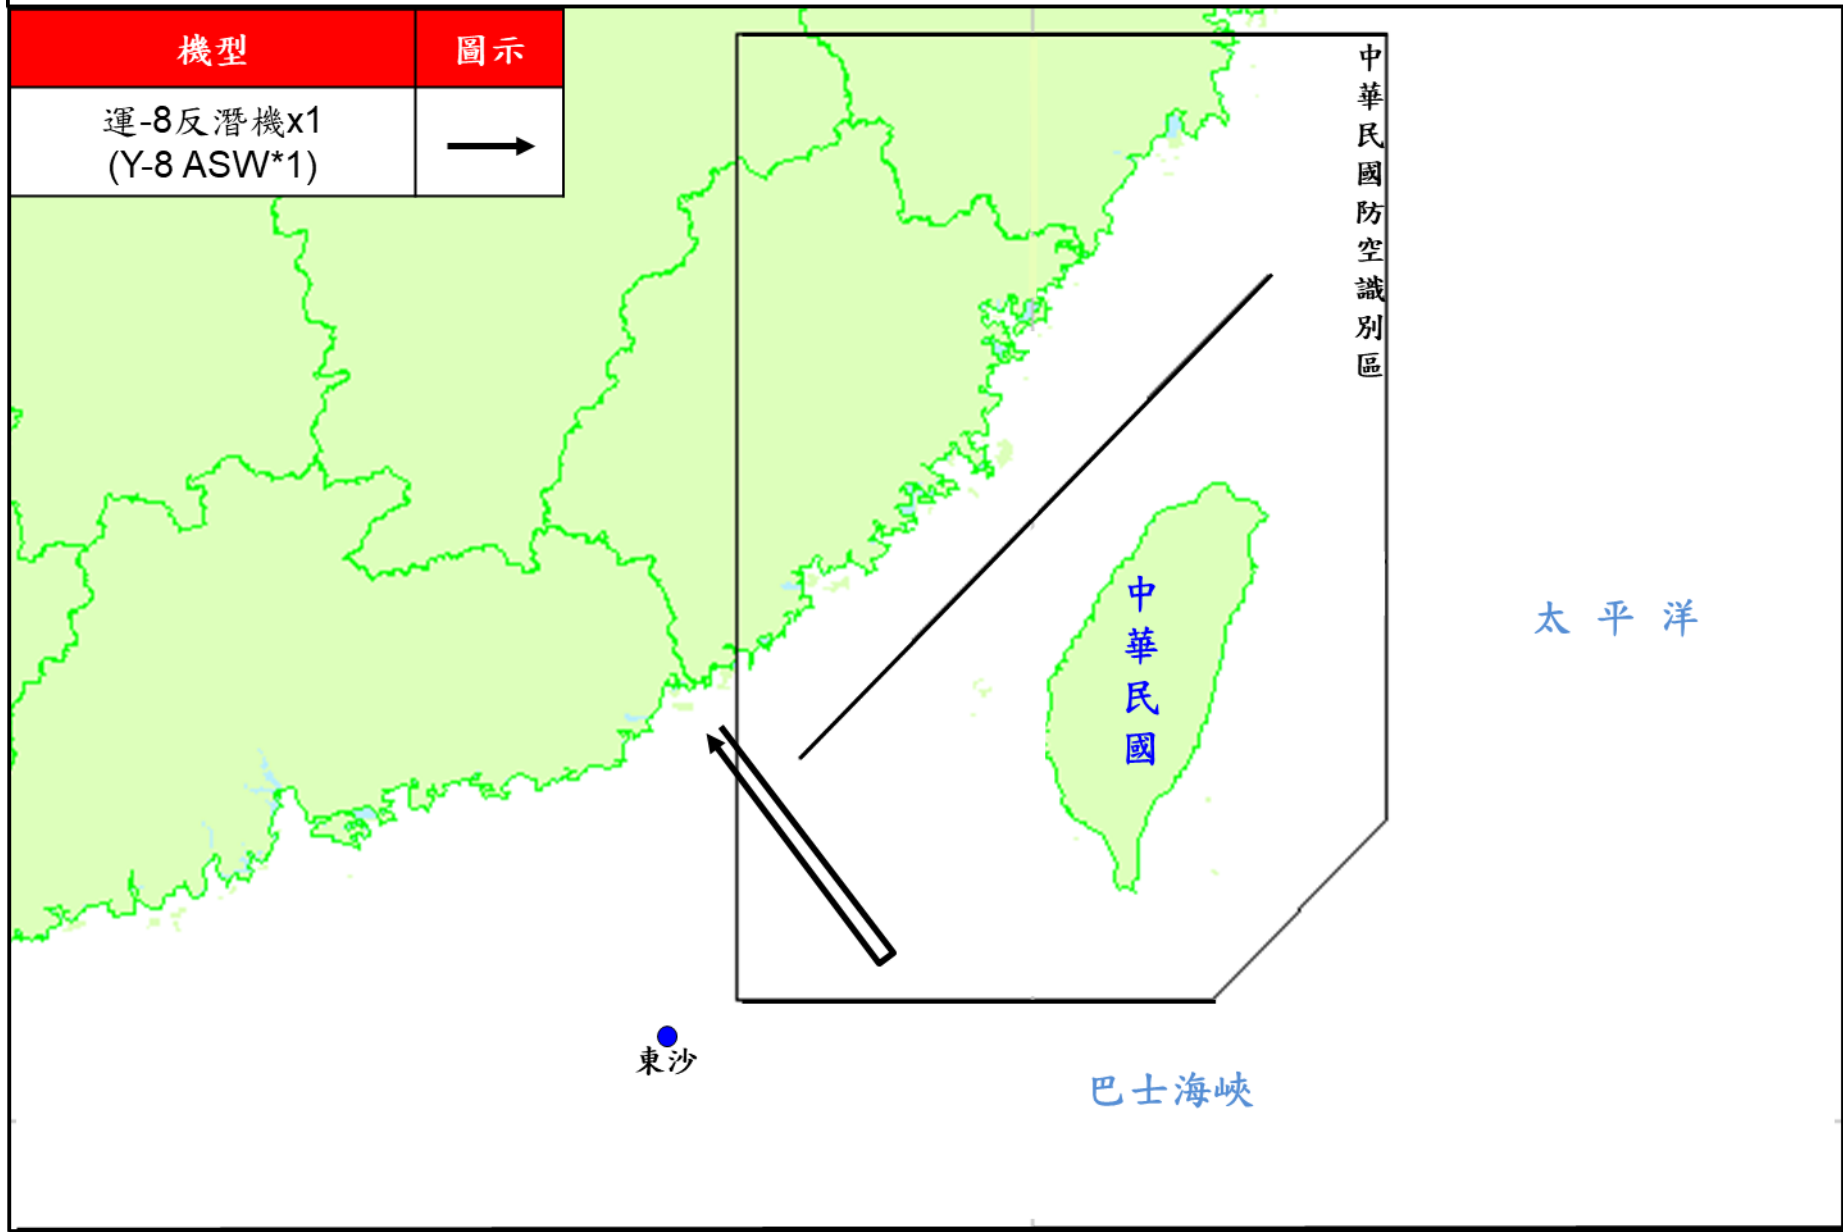 機型
圖示
運-8反潛機x1
(Y-8 ASW*1)
中華民國防空識別區
中華民國
太平洋
東沙
巴士海峽